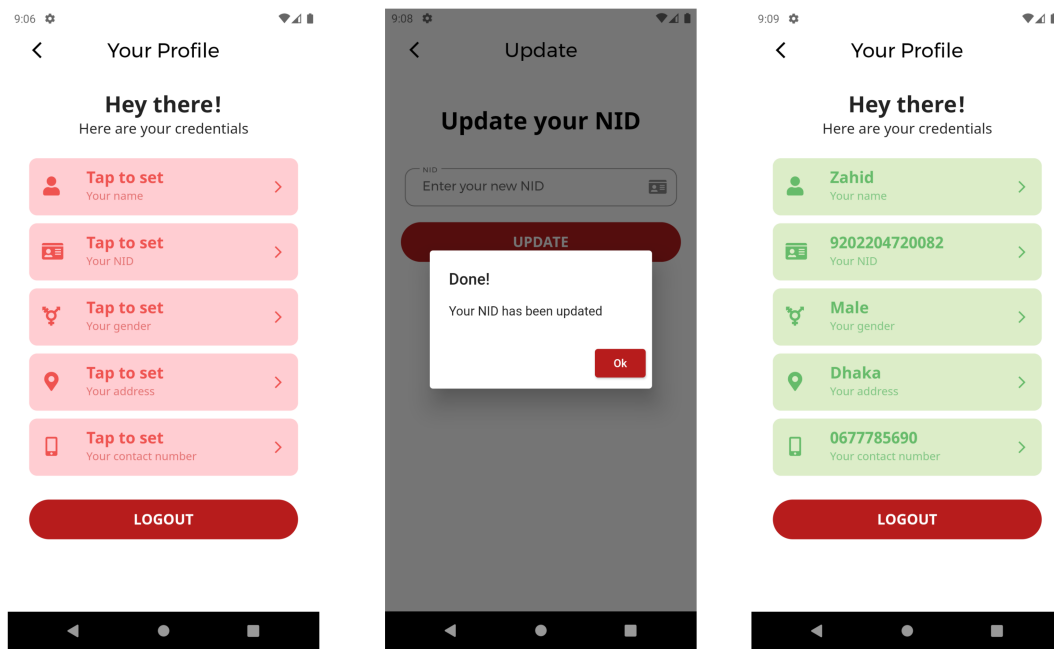 9:06
Your Profile
Hey there!
Here are your credentials
Tap to set
Your name
Tap to set
Your NID
Tap to set
Your gender
Tap to set
Your address
Tap to set
Your contact number
LOGOUT
9:08
Update
Update your NID
NID
Enter your new NID
UPDATE
Done!
Your NID has been updated
Ok
9:09
Your Profile
Hey there!
Here are your credentials
Zahid
Your name
9202204720082
Your NID
Male
Your gender
Dhaka
Your address
0677785690
Your contact number
LOGOUT